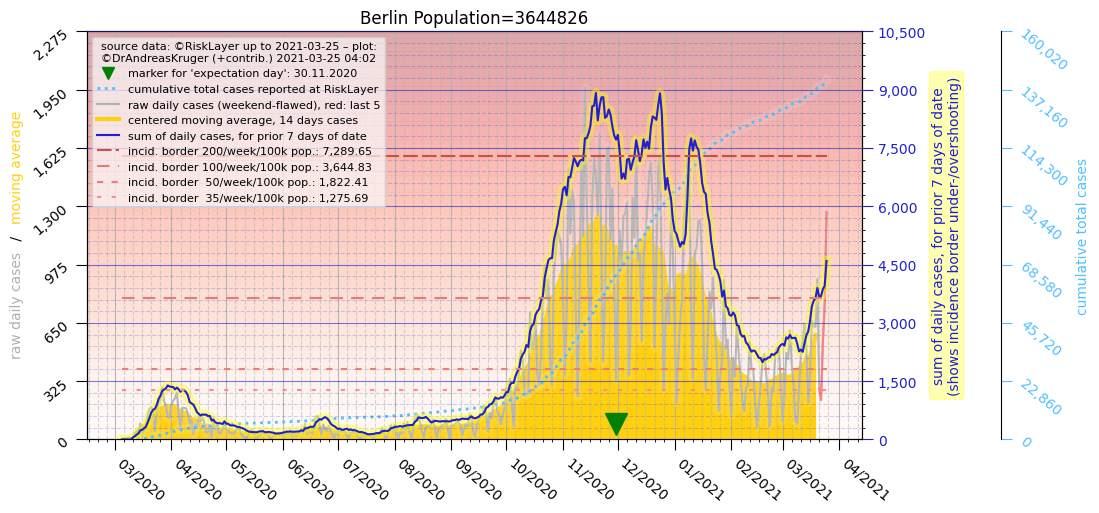 Berlin Population=3644826
source data: ©RiskLayer up to 2021-03-25 – plot:
©DrAndreasKruger (+contrib.) 2021-03-25 04:02
marker for 'expectation day': 30.11.2020
cumulative total cases reported at RiskLayer
raw daily cases (weekend-flawed), red: last 5
centered moving average, 14 days cases
sum of daily cases, for prior 7 days of date
incid. border 200/week/100k pop.: 7,289.65
incid. border 100/week/100k pop.: 3,644.83
incid. border  50/week/100k pop.: 1,822.41
incid. border  35/week/100k pop.: 1,275.69
raw daily cases / moving average
2,275
1,950
1,625
1,300
975
650
325
0
03/2020
04/2020
05/2020
06/2020
07/2020
08/2020
09/2020
10/2020
11/2020
12/2020
01/2021
02/2021
03/2021
04/2021
10,500
9,000
7,500
6,000
4,500
3,000
1,500
0
sum of daily cases, for prior 7 days of date
(shows incidence border under-/overshooting)
160,020
137,160
114,300
91,440
68,580
45,720
22,860
0
cumulative total cases